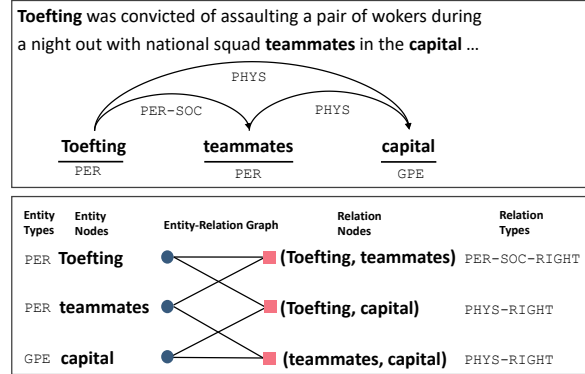 Toefting was convicted of assaulting a pair of wokers during
a night out with national squad teammates in the capital ...
PHYS
PER-SOC PHYS
Toefting teammates capital
PER PER GPE
Entity Types Entity Nodes Entity-Relation Graph Relation Nodes Relation Types
PER Toefting (Toefting, teammates) PER-SOC-RIGHT
PER teammates (Toefting, capital) PHYS-RIGHT
GPE capital (teammates, capital) PHYS-RIGHT